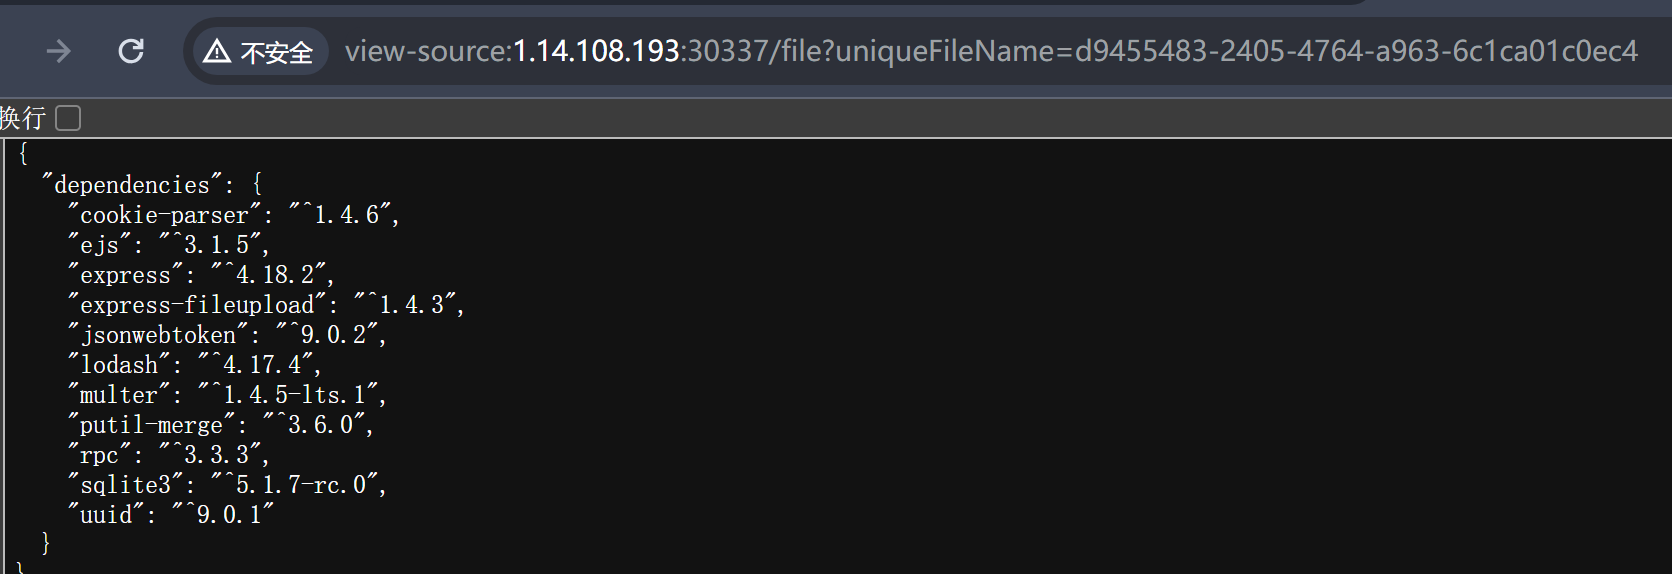 不安全 view-source:1.14.108.193:30337/file?uniqueFileName=d9455483-2405-4764-a963-6c1ca01c0ec4
换行
{
  "dependencies": {
    "cookie-parser": "^1.4.6",
    "ejs": "^3.1.5",
    "express": "^4.18.2",
    "express-fileupload": "^1.4.3",
    "jsonwebtoken": "^9.0.2",
    "lodash": "^4.17.4",
    "multer": "^1.4.5-lts.1",
    "putil-merge": "^3.6.0",
    "rpc": "^3.3.3",
    "sqlite3": "^5.1.7-rc.0",
    "uuid": "^9.0.1"
  }
}